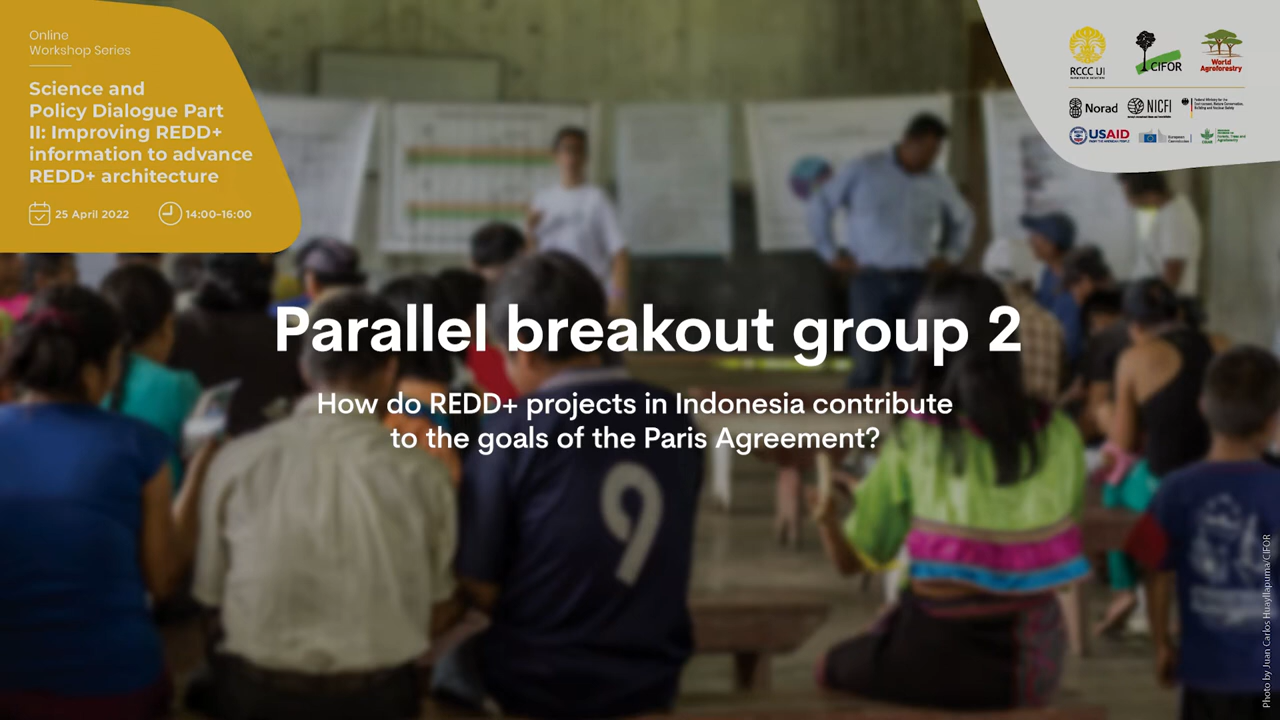 Online
Workshop Series
Science and
Policy Dialogue Part
II: Improving REDD+
information to advance
REDD+ architecture
25 April 2022
14:00-16:00
RCCC UI
CIFOR
World
Agroforestry
Norad
NICFI
USAID
Parallel breakout group 2
How do REDD+ projects in Indonesia contribute
to the goals of the Paris Agreement?
9
Photo by Juan Carlos Huayllapuma/CIFOR